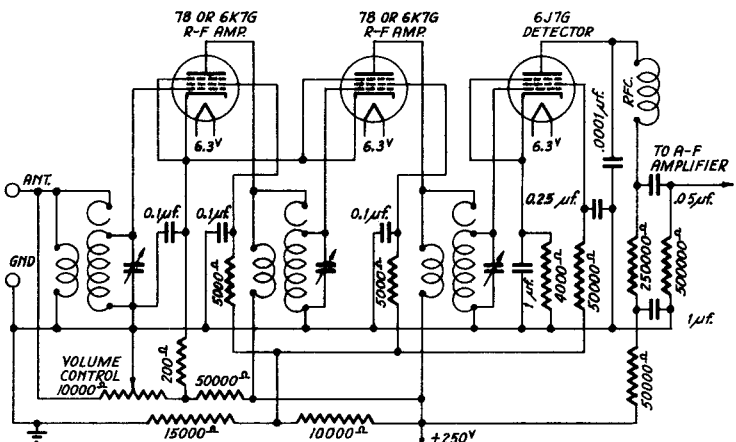 78 OR 6K7G
R-F AMP.
78 OR 6K7G
R-F AMP.
6J7G
DETECTOR
6.3V
6.3V
6.3V
RFC.
.0001μf.
TO A-F
AMPLIFIER
ANT.
0.1μf.
0.1μf.
0.1μf.
0.25μf.
.05μf.
GND
5000Ω
5000Ω
1μf.
4000Ω
50000Ω
250000Ω
500000Ω
1μf.
VOLUME
CONTROL
10000Ω
200Ω
50000Ω
50000Ω
15000Ω
10000Ω
+250V